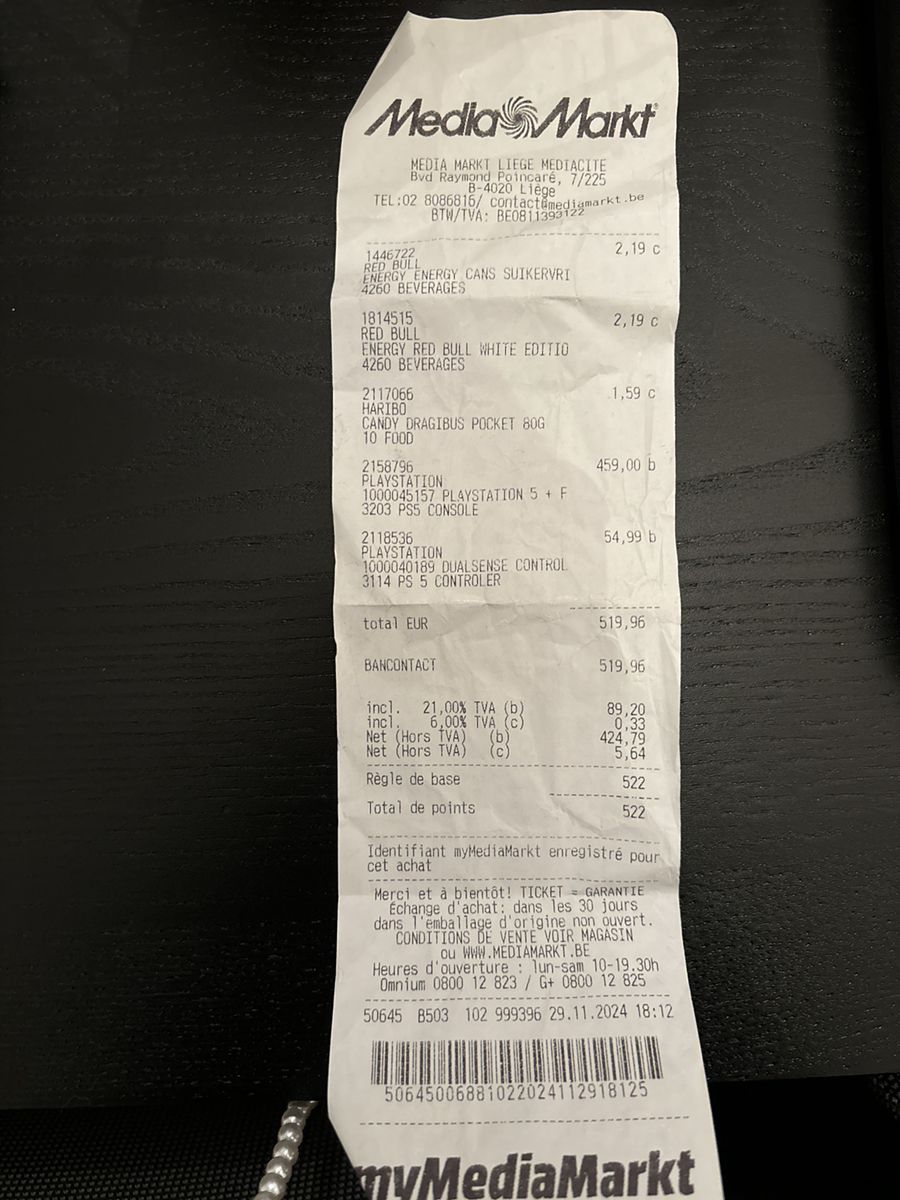 Media Markt
MEDIA MARKT LIEGE MEDIACITE
Bvd Raymond Poincaré, 7/225
B-4020 Liège
TEL:02 8086816/ contact@mediamarkt.be
BTW/TVA: BE0811393122
1446722 2,19 c
RED BULL
ENERGY ENERGY CANS SUIKERVRI
4260 BEVERAGES
1814515 2,19 c
RED BULL
ENERGY RED BULL WHITE EDITIO
4260 BEVERAGES
2117066 1,59 c
HARIBO
CANDY DRAGIBUS POCKET 80G
10 FOOD
2158796 459,00 b
PLAYSTATION
1000045157 PLAYSTATION 5 + F
3203 PS5 CONSOLE
2118536 54,99 b
PLAYSTATION
1000040189 DUALSENSE CONTROL
3114 PS 5 CONTROLER
total EUR 519,96
BANCONTACT 519,96
incl. 21,00% TVA (b) 89,20
incl. 6,00% TVA (c) 0,33
Net (Hors TVA) (b) 424,79
Net (Hors TVA) (c) 5,64
Règle de base 522
Total de points 522
Identifiant myMediaMarkt enregistré pour
cet achat
Merci et à bientôt! TICKET = GARANTIE
Échange d'achat: dans les 30 jours
dans l'emballage d'origine non ouvert.
CONDITIONS DE VENTE VOIR MAGASIN
ou WWW.MEDIAMARKT.BE
Heures d'ouverture : lun-sam 10-19.30h
Omnium 0800 12 823 / G+ 0800 12 825
50645 B503 102 999396 29.11.2024 18:12
5064500688102202411291812​5
myMediaMarkt